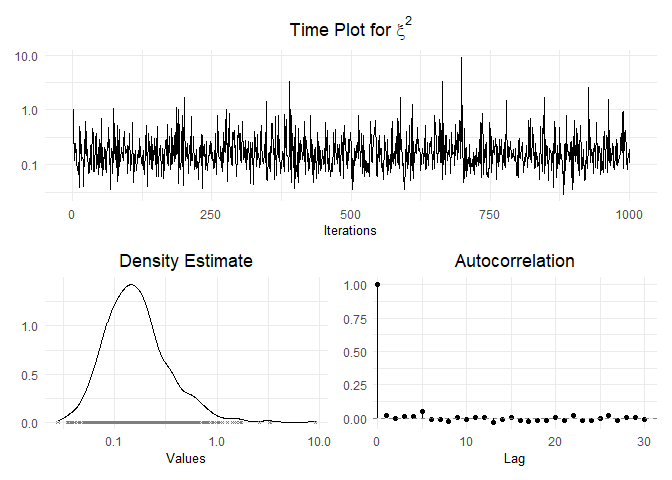 Time Plot for ξ²
10.0
1.0
0.1
0 250 500 750 1000
Iterations
Density Estimate
1.0
0.5
0.0
0.1 1.0 10.0
Values
Autocorrelation
1.00
0.75
0.50
0.25
0.00
0 10 20 30
Lag